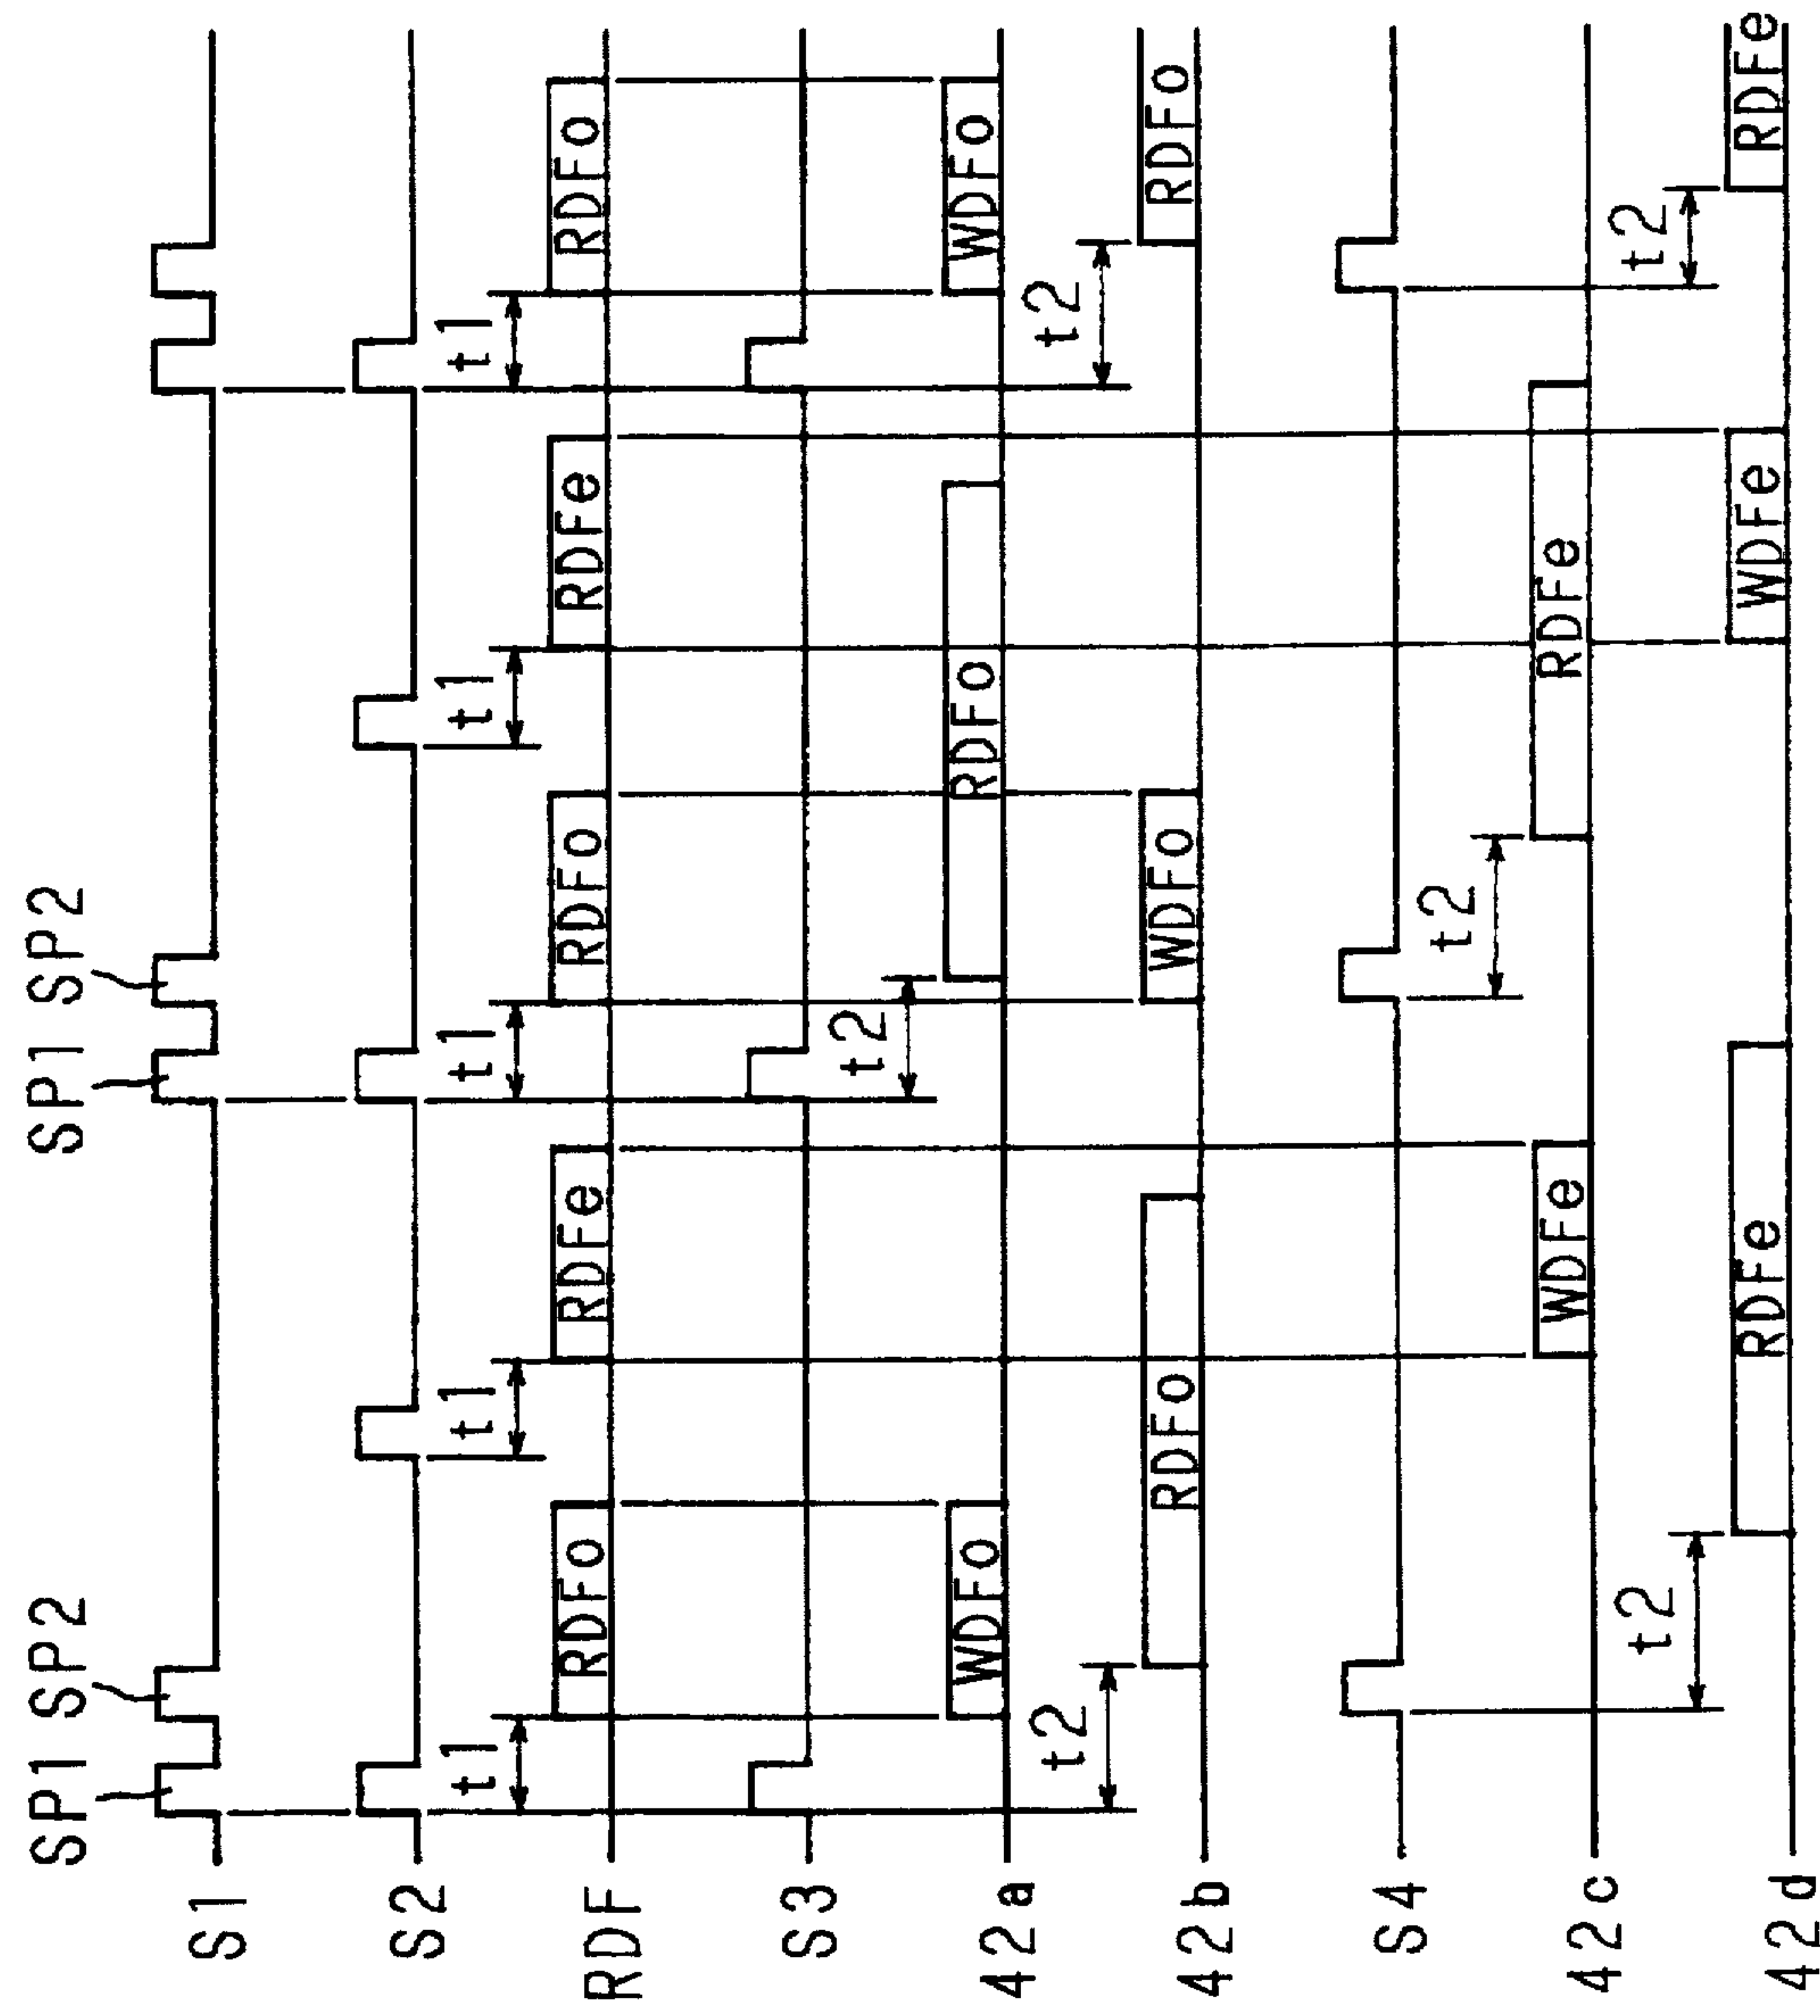 SP1 SP2 SP1 SP2
S1
S2
t1 t1 t1 t1 t1
RDF RDFo RDFe RDFo RDFe RDFo
S3
t2
42a WDFo RDFo WDFo
t2 t2
42b RDFo WDFo RDFo
S4
t2
42c WDFe RDFe
t2 t2
42d RDFe WDFe RDFe